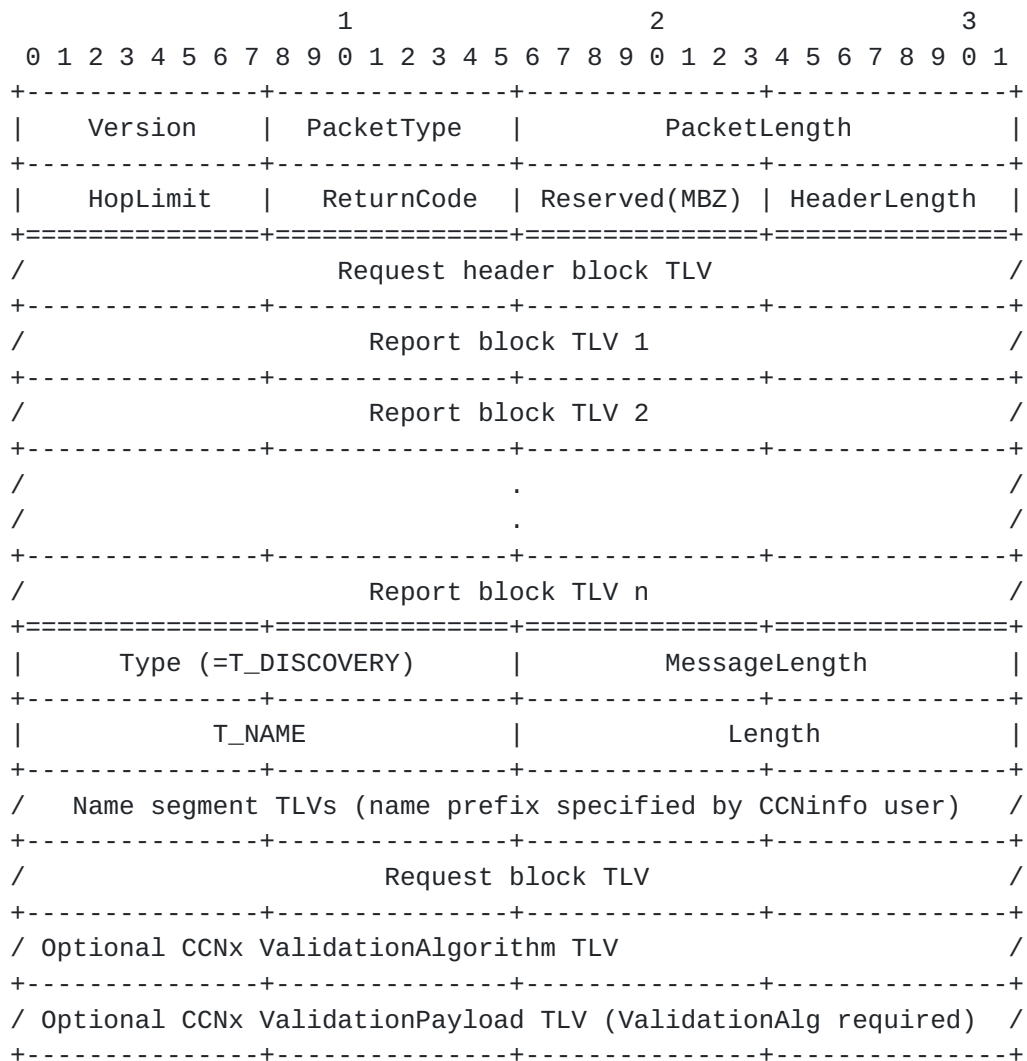 1                   2                   3
 0 1 2 3 4 5 6 7 8 9 0 1 2 3 4 5 6 7 8 9 0 1 2 3 4 5 6 7 8 9 0 1
+---------------+---------------+---------------+---------------+
|    Version    |  PacketType   |         PacketLength          |
+---------------+---------------+---------------+---------------+
|    HopLimit   |   ReturnCode  | Reserved(MBZ) | HeaderLength  |
+===============+===============+===============+===============+
/                    Request header block TLV                   /
+---------------+---------------+---------------+---------------+
/                      Report block TLV 1                       /
+---------------+---------------+---------------+---------------+
/                      Report block TLV 2                       /
+---------------+---------------+---------------+---------------+
/                               .                               /
/                               .                               /
+---------------+---------------+---------------+---------------+
/                      Report block TLV n                       /
+===============+===============+===============+===============+
|      Type (=T_DISCOVERY)      |         MessageLength         |
+---------------+---------------+---------------+---------------+
|            T_NAME             |             Length            |
+---------------+---------------+---------------+---------------+
/   Name segment TLVs (name prefix specified by CCNinfo user)   /
+---------------+---------------+---------------+---------------+
/                       Request block TLV                       /
+---------------+---------------+---------------+---------------+
/ Optional CCNx ValidationAlgorithm TLV                         /
+---------------+---------------+---------------+---------------+
/ Optional CCNx ValidationPayload TLV (ValidationAlg required)  /
+---------------+---------------+---------------+---------------+